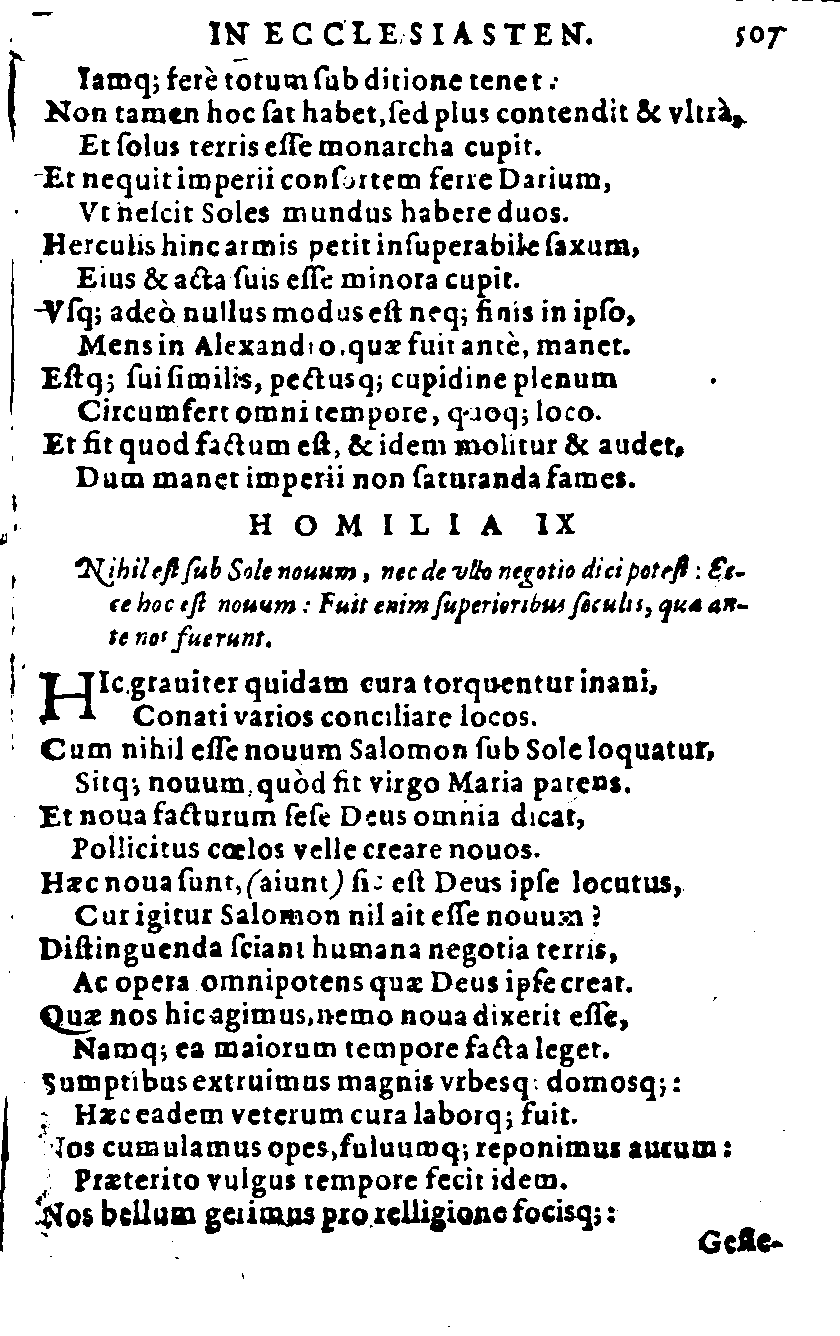 IN ECCLESIASTEN. 507
Iamq; ferè totum ſub ditione tenet:
Non tamen hoc ſat habet, ſed plus contendit & vltrà,
Et ſolus terris eſſe monarcha cupit.
Et nequit imperii conſortem ferre Darium,
Vt neſcit Soles mundus habere duos.
Herculis hinc armis petit inſuperabile ſaxum,
Eius & acta ſuis eſſe minora cupit.
Vſq; adeò nullus modus eſt neq; finis in ipſo,
Mens in Alexandro, quæ fuit antè, manet.
Eſtq; ſui ſimilis, pectusq; cupidine plenum
Circumfert omni tempore, quoq; loco.
Et fit quod factum eſt, & idem molitur & audet,
Dum manet imperii non ſaturanda fames.
HOMILIA IX
Nihil eſt ſub Sole nouum, nec de vllo negotio dici poteſt: Ec-
ce hoc eſt nouum: Fuit enim ſuperioribus ſeculis, quæ an-
te nos fuerunt.
HIc grauiter quidam cura torquentur inani,
Conati varios conciliare locos.
Cum nihil eſſe nouum Salomon ſub Sole loquatur,
Sitq; nouum, quòd fit virgo Maria parens.
Et noua facturum ſeſe Deus omnia dicat,
Pollicitus cœlos velle creare nouos.
Hæc noua ſunt, (aiunt) ſic eſt Deus ipſe locutus,
Cur igitur Salomon nil ait eſſe nouum?
Diſtinguenda ſciant humana negotia terris,
Ac opera omnipotens quæ Deus ipſe creat.
Quæ nos hic agimus, nemo noua dixerit eſſe,
Namq; ea maiorum tempore facta leget.
Sumptibus extruimus magnis vrbesq; domosq;:
Hæc eadem veterum cura laborq; fuit.
Nos cumulamus opes, fuluumq; reponimus aurum:
Præterito vulgus tempore fecit idem.
Nos bellum gerimus pro relligione focisq;:
Geſſe-